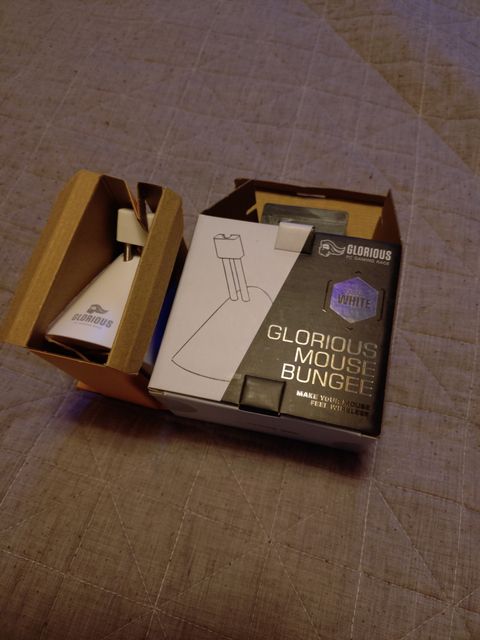 GLORIOUS
GLORIOUS
PC GAMING RACE
WHITE
GLORIOUS
MOUSE
BUNGEE
MAKE YOUR MOUSE
FEEL WIRELESS